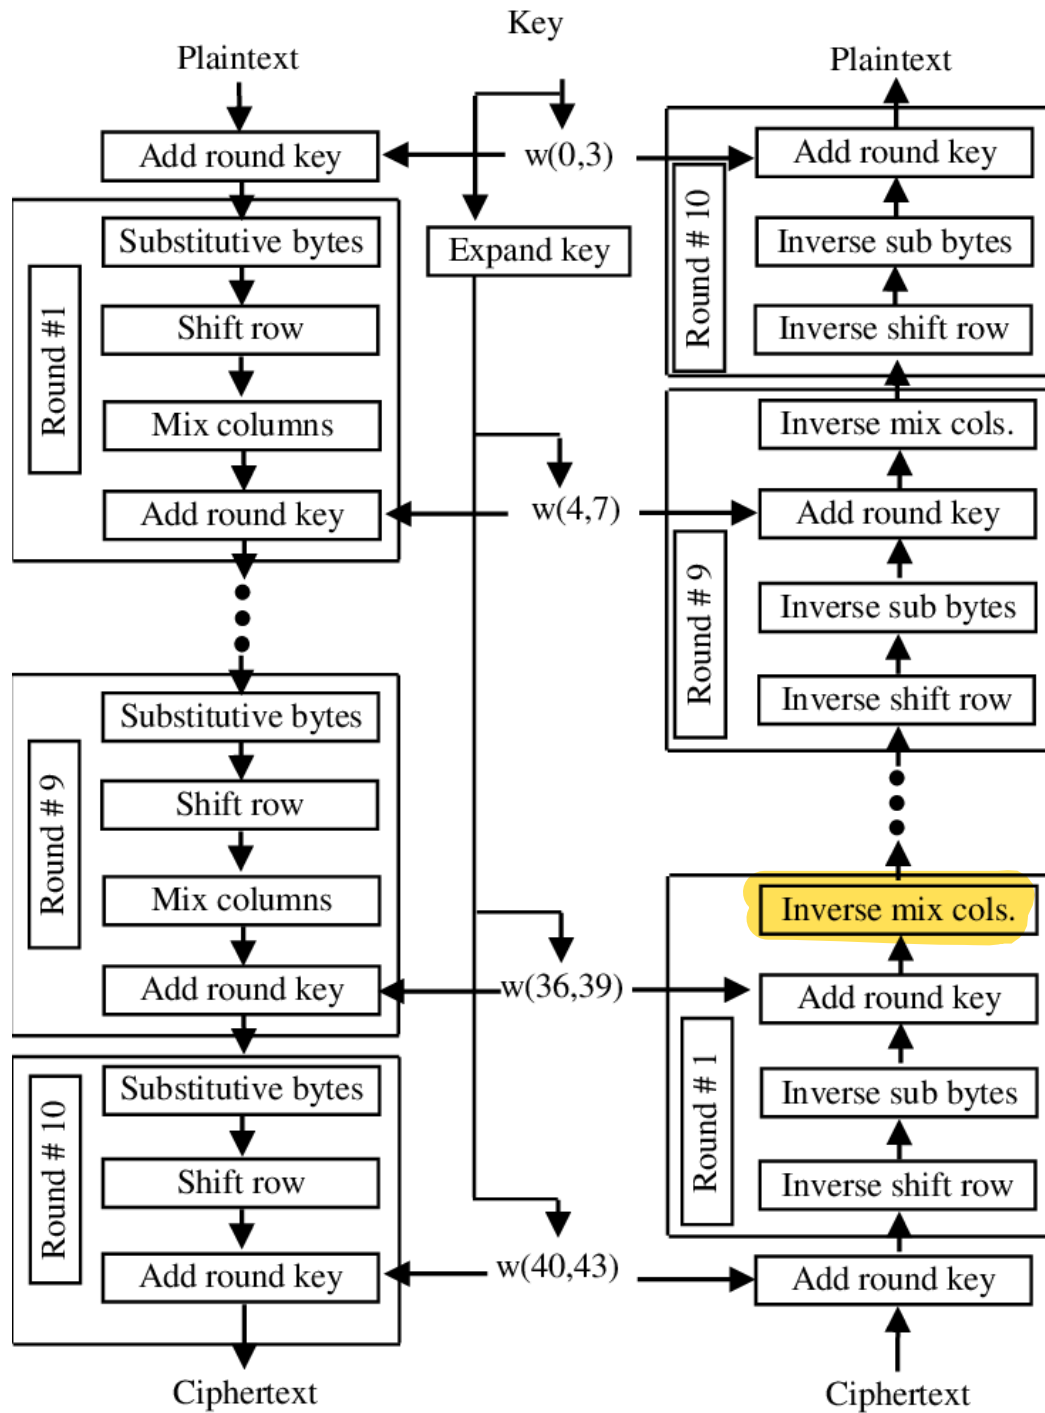 Key
Plaintext
Add round key
Round #1
Substitutive bytes
Shift row
Mix columns
Add round key
Round # 9
Substitutive bytes
Shift row
Mix columns
Add round key
Round # 10
Substitutive bytes
Shift row
Add round key
Ciphertext
w(0,3)
Expand key
w(4,7)
w(36,39)
w(40,43)
Plaintext
Round # 10
Add round key
Inverse sub bytes
Inverse shift row
Round # 9
Inverse mix cols.
Add round key
Inverse sub bytes
Inverse shift row
Round # 1
Inverse mix cols.
Add round key
Inverse sub bytes
Inverse shift row
Add round key
Ciphertext